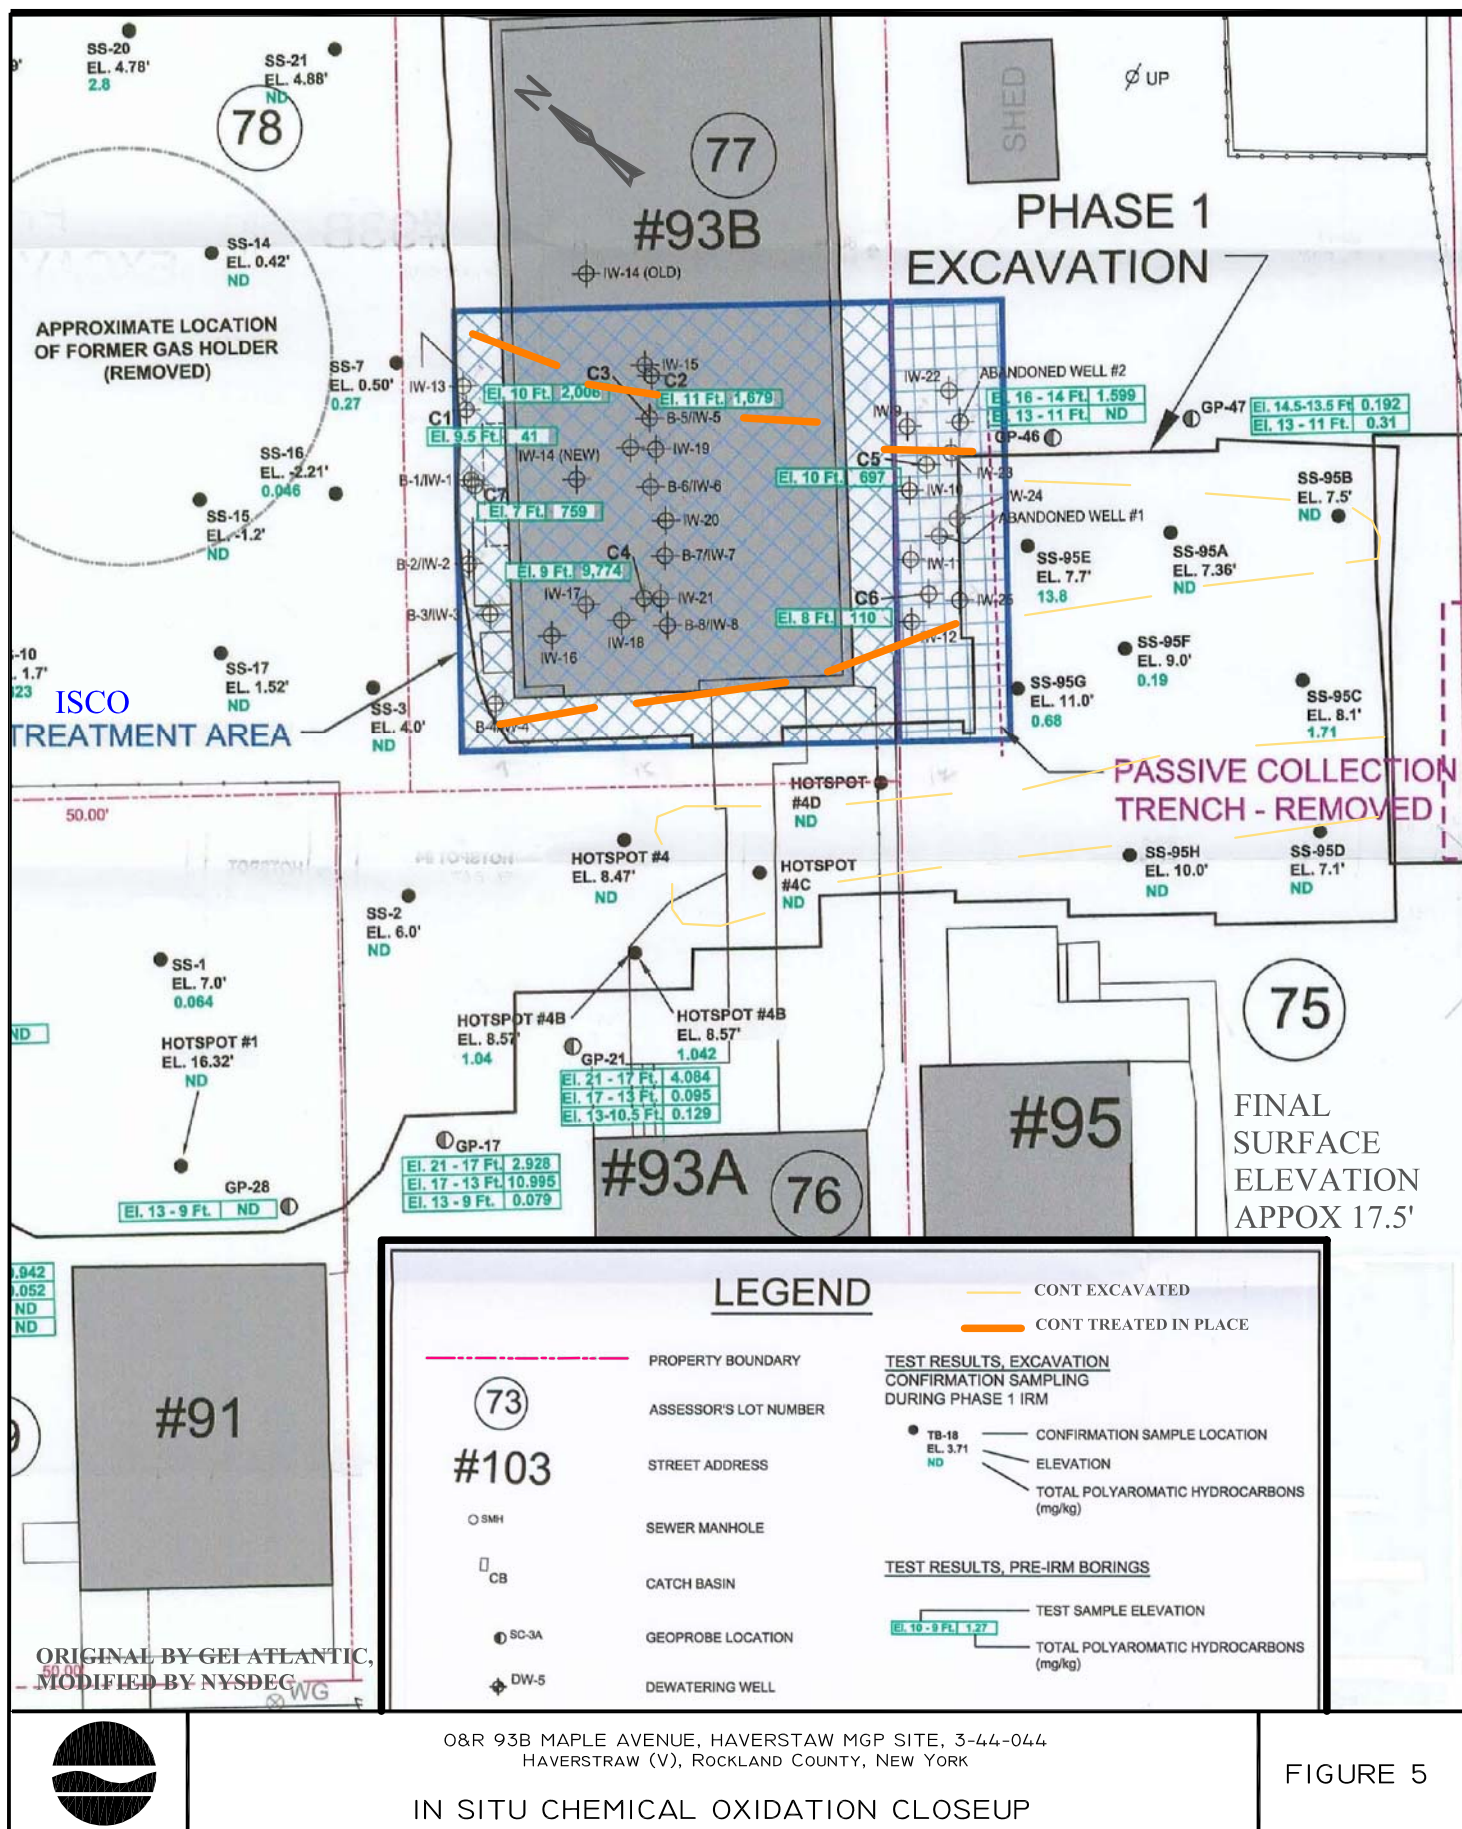 SS-20
EL. 4.78'
2.8
SS-21
EL. 4.88'
ND
78
77
#93B
SHED
UP
N
PHASE 1
EXCAVATION
SS-14
EL. 0.42'
ND
APPROXIMATE LOCATION
OF FORMER GAS HOLDER
(REMOVED)
IW-14 (OLD)
SS-7
EL. 0.50'
0.27
IW-13
C1
El. 9.5 Ft. 41
El. 10 Ft. 2,006
C3
IW-15
C2
El. 11 Ft. 1,679
B-5/IW-5
IW-19
IW-14 (NEW)
B-6/IW-6
IW-20
B-7/IW-7
IW-22
ABANDONED WELL #2
El. 16 - 14 Ft. 1.599
El. 13 - 11 Ft. ND
GP-46
GP-47
El. 14.5-13.5 Ft. 0.192
El. 13 - 11 Ft. 0.31
C5
El. 10 Ft. 697
IW-10
IW-23
ABANDONED WELL #1
SS-16
EL. -2.21'
0.046
SS-15
EL. -1.2'
ND
B-1/IW-1
C7
El. 7 Ft. 759
B-2/IW-2
C4
El. 9 Ft. 9,774
B-3/IW-3
IW-17
IW-21
IW-18
B-8/IW-8
IW-16
C6
El. 8 Ft. 110
SS-95B
EL. 7.5'
ND
SS-95E
EL. 7.7'
13.8
SS-95A
EL. 7.36'
ND
SS-95F
EL. 9.0'
0.19
SS-95G
EL. 11.0'
0.68
SS-95C
EL. 8.1'
1.71
SS-17
EL. 1.52'
ND
SS-3
EL. 4.0'
ND
ISCO
TREATMENT AREA
PASSIVE COLLECTION
TRENCH - REMOVED
50.00'
HOTSPOT
#4D
ND
HOTSPOT #4
EL. 8.47'
ND
HOTSPOT
#4C
ND
SS-95H
EL. 10.0'
ND
SS-95D
EL. 7.1'
ND
SS-2
EL. 6.0'
ND
SS-1
EL. 7.0'
0.064
HOTSPOT #1
EL. 16.32'
ND
ND
HOTSPOT #4B
EL. 8.57'
1.04
HOTSPOT #4B
EL. 8.57'
1.042
GP-21
El. 21 - 17 Ft. 4.084
El. 17 - 13 Ft. 0.095
El. 13-10.5 Ft. 0.129
75
GP-17
El. 21 - 17 Ft. 2.928
El. 17 - 13 Ft. 10.995
El. 13 - 9 Ft. 0.079
GP-28
El. 13 - 9 Ft. ND
#93A
76
#95
FINAL
SURFACE
ELEVATION
APPOX 17.5'
#91
LEGEND
CONT EXCAVATED
CONT TREATED IN PLACE
PROPERTY BOUNDARY
73
ASSESSOR'S LOT NUMBER
#103
STREET ADDRESS
SMH
SEWER MANHOLE
CB
CATCH BASIN
SC-3A
GEOPROBE LOCATION
DW-5
DEWATERING WELL
TEST RESULTS, EXCAVATION
CONFIRMATION SAMPLING
DURING PHASE 1 IRM
TB-18
EL. 3.71
ND
CONFIRMATION SAMPLE LOCATION
ELEVATION
TOTAL POLYAROMATIC HYDROCARBONS
(mg/kg)
TEST RESULTS, PRE-IRM BORINGS
El. 10 - 9 Ft. 1.27
TEST SAMPLE ELEVATION
TOTAL POLYAROMATIC HYDROCARBONS
(mg/kg)
ORIGINAL BY GEI ATLANTIC,
MODIFIED BY NYSDEC
50.00'
WG
O&R 93B MAPLE AVENUE, HAVERSTAW MGP SITE, 3-44-044
HAVERSTRAW (V), ROCKLAND COUNTY, NEW YORK
IN SITU CHEMICAL OXIDATION CLOSEUP
FIGURE 5